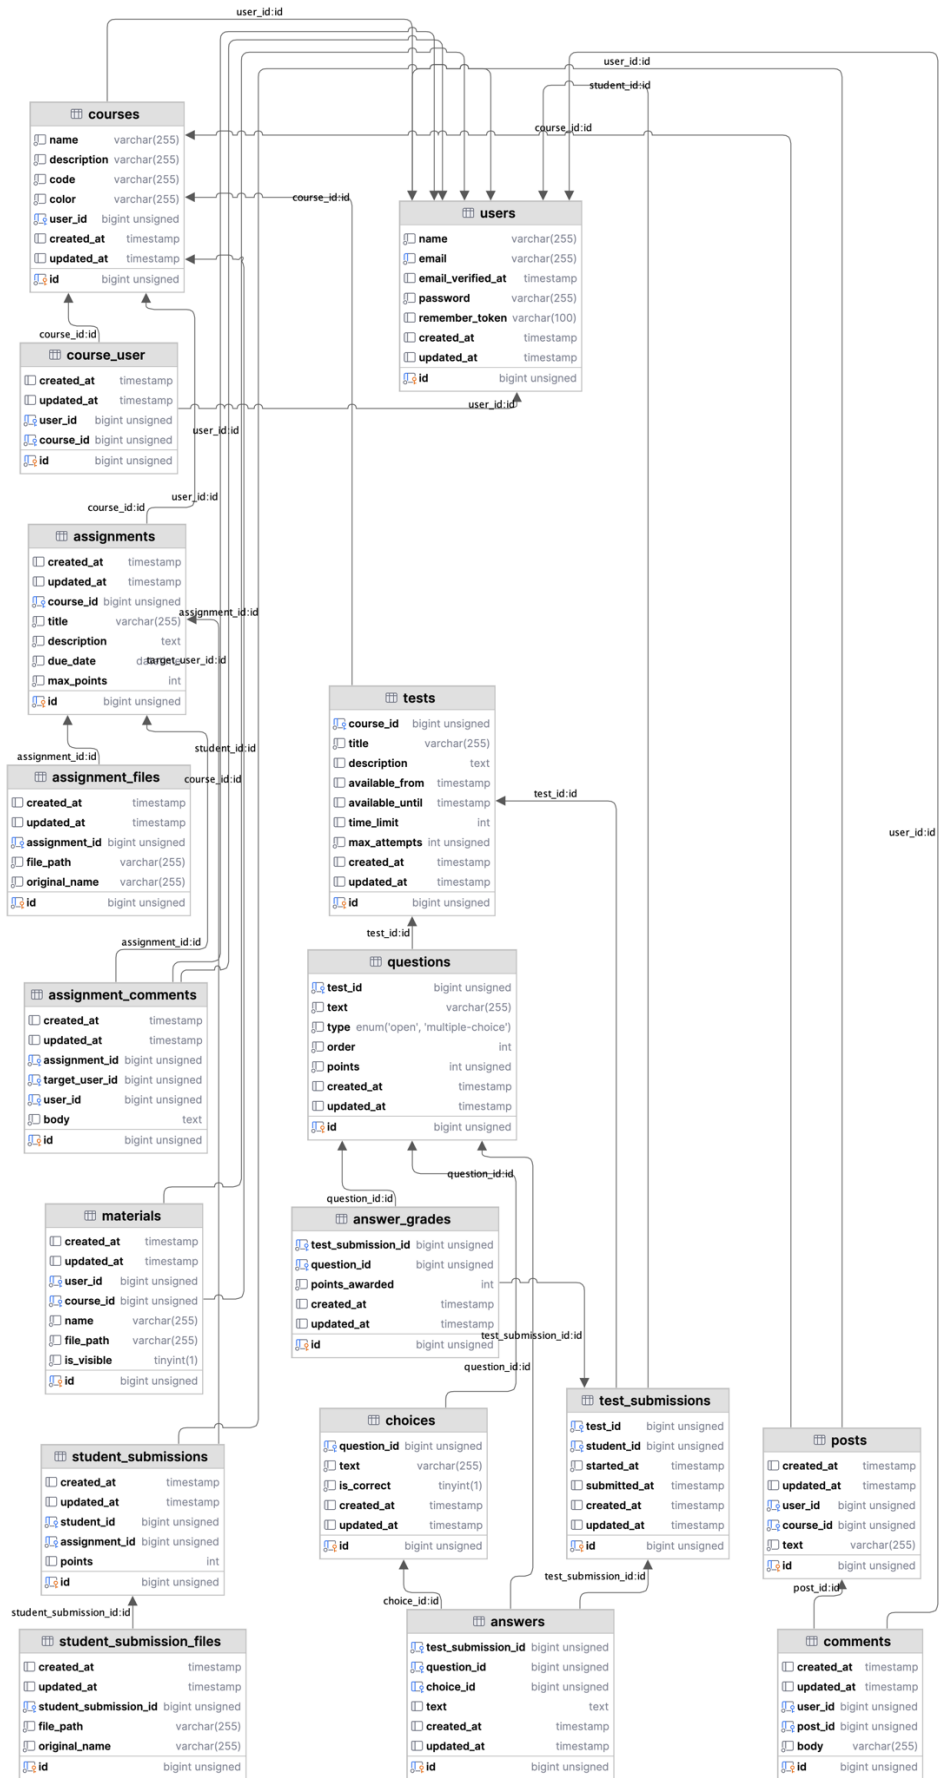 user_id:id
user_id:id
student_id:id
courses
name varchar(255)
description varchar(255)
code varchar(255)
color varchar(255)
user_id bigint unsigned
created_at timestamp
updated_at timestamp
id bigint unsigned
course_id:id
course_id:id
users
name varchar(255)
email varchar(255)
email_verified_at timestamp
password varchar(255)
remember_token varchar(100)
created_at timestamp
updated_at timestamp
id bigint unsigned
course_id:id
course_user
created_at timestamp
updated_at timestamp
user_id bigint unsigned
course_id bigint unsigned
id bigint unsigned
user_id:id
user_id:id
user_id:id
course_id:id
assignments
created_at timestamp
updated_at timestamp
course_id bigint unsigned
title varchar(255)
description text
due_date
max_points int
id bigint unsigned
assignment_id:id
target_user_id:id
student_id:id
assignment_id:id
course_id:id
assignment_files
created_at timestamp
updated_at timestamp
assignment_id bigint unsigned
file_path varchar(255)
original_name varchar(255)
id bigint unsigned
tests
course_id bigint unsigned
title varchar(255)
description text
available_from timestamp
available_until timestamp
time_limit int
max_attempts int unsigned
created_at timestamp
updated_at timestamp
id bigint unsigned
test_id:id
user_id:id
test_id:id
assignment_id:id
questions
test_id bigint unsigned
text varchar(255)
type enum('open', 'multiple-choice')
order int
points int unsigned
created_at timestamp
updated_at timestamp
id bigint unsigned
assignment_comments
created_at timestamp
updated_at timestamp
assignment_id bigint unsigned
target_user_id bigint unsigned
user_id bigint unsigned
body text
id bigint unsigned
question_id:id
question_id:id
materials
created_at timestamp
updated_at timestamp
user_id bigint unsigned
course_id bigint unsigned
name varchar(255)
file_path varchar(255)
is_visible tinyint(1)
id bigint unsigned
answer_grades
test_submission_id bigint unsigned
question_id bigint unsigned
points_awarded int
created_at timestamp
updated_at timestamp
id bigint unsigned
test_submission_id:id
question_id:id
choices
question_id bigint unsigned
text varchar(255)
is_correct tinyint(1)
created_at timestamp
updated_at timestamp
id bigint unsigned
test_submissions
test_id bigint unsigned
student_id bigint unsigned
started_at timestamp
submitted_at timestamp
created_at timestamp
updated_at timestamp
id bigint unsigned
posts
created_at timestamp
updated_at timestamp
user_id bigint unsigned
course_id bigint unsigned
text varchar(255)
id bigint unsigned
student_submissions
created_at timestamp
updated_at timestamp
student_id bigint unsigned
assignment_id bigint unsigned
points int
id bigint unsigned
student_submission_id:id
choice_id:id
test_submission_id:id
post_id:id
student_submission_files
created_at timestamp
updated_at timestamp
student_submission_id bigint unsigned
file_path varchar(255)
original_name varchar(255)
id bigint unsigned
answers
test_submission_id bigint unsigned
question_id bigint unsigned
choice_id bigint unsigned
text text
created_at timestamp
updated_at timestamp
id bigint unsigned
comments
created_at timestamp
updated_at timestamp
user_id bigint unsigned
post_id bigint unsigned
body varchar(255)
id bigint unsigned